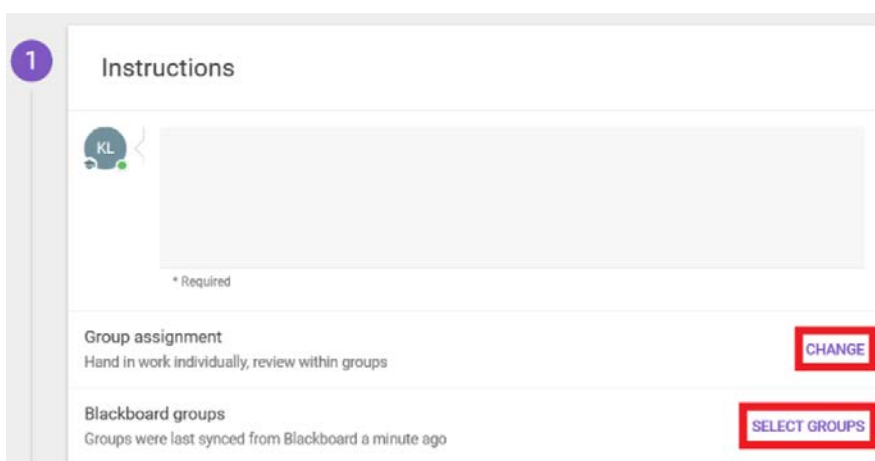 1
Instructions
KL
* Required
Group assignment
CHANGE
Hand in work individually, review within groups
Blackboard groups
SELECT GROUPS
Groups were last synced from Blackboard a minute ago